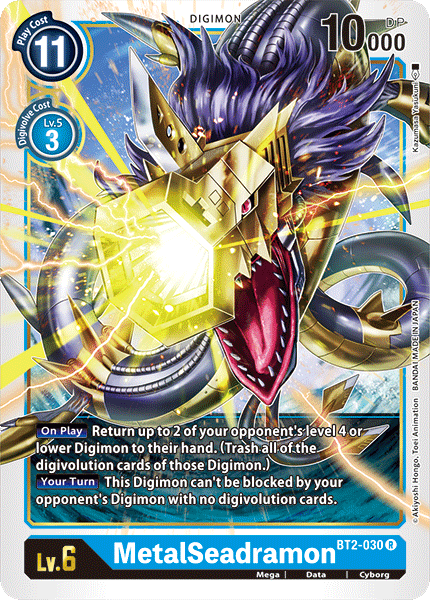 DIGIMON
Play Cost
11
DP
10000
Digivolve Cost
Lv.5
3
Kazumasa Yasukuni
On Play Return up to 2 of your opponent's level 4 or
lower Digimon to their hand. (Trash all of the
digivolution cards of those Digimon.)
Your Turn This Digimon can't be blocked by your
opponent's Digimon with no digivolution cards.
©Akiyoshi Hongo, Toei Animation BANDAI MADE IN JAPAN
Lv.6
MetalSeadramon
BT2-030 R
Mega | Data | Cyborg